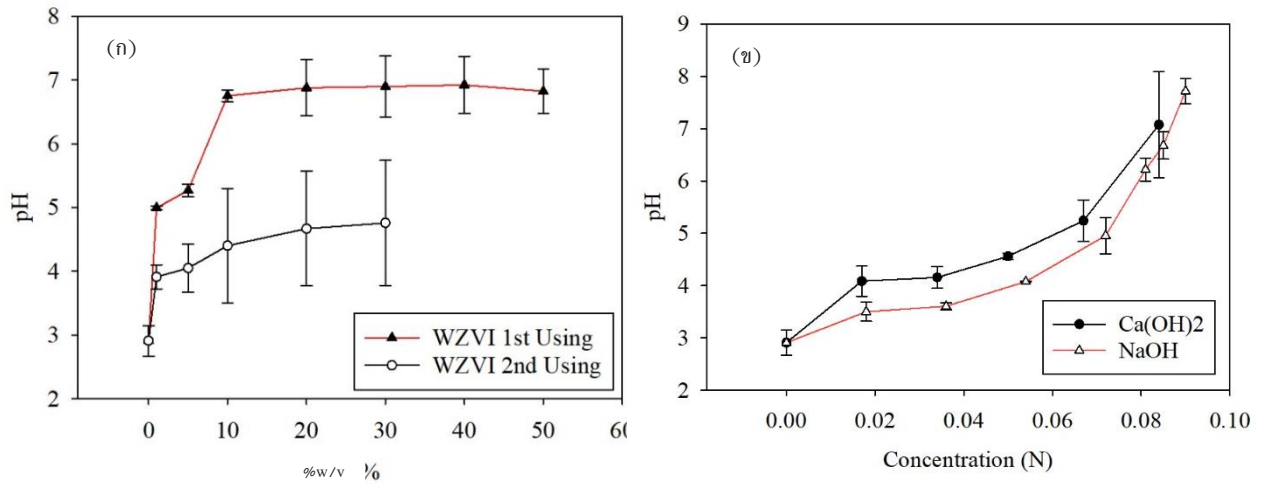 (ก)
8
7
6
5
4
3
2
pH
WZVI 1st Using
WZVI 2nd Using
0 10 20 30 40 50 60
%w/v %
(ข)
9
8
7
6
5
4
3
2
pH
Ca(OH)2
NaOH
0.00 0.02 0.04 0.06 0.08 0.10
Concentration (N)